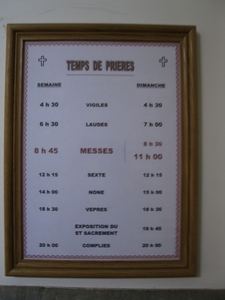 TEMPS DE PRIERES
SEMAINE DIMANCHE
4 h 30 VIGILES 4 h 30
6 h 30 LAUDES 7 h 00
8 h 45 MESSES 8 h 30
11 h 00
12 h 15 SEXTE 12 h 15
14 h 00 NONE 15 h 00
18 h 30 VEPRES 16 h 30
EXPOSITION DU
ST SACREMENT 19 h 45
20 h 00 COMPLIES 20 h 00